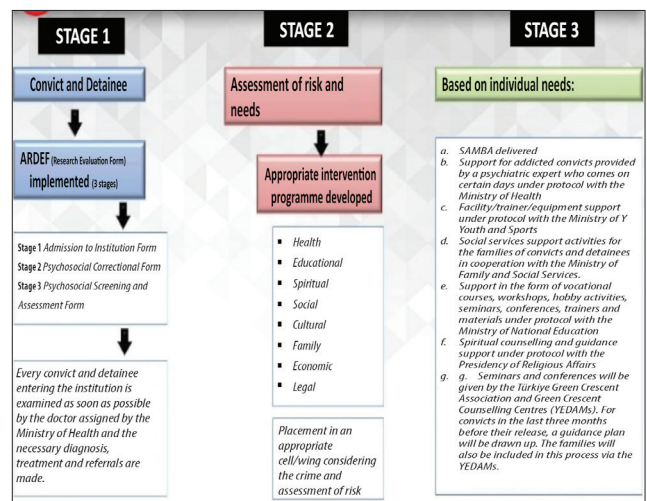 STAGE 1
Convict and Detainee
ARDEF (Research Evaluation Form)
implemented (3 stages)
Stage 1 Admission to Institution Form
Stage 2 Psychosocial Correctional Form
Stage 3 Psychosocial Screening and
Assessment Form
Every convict and detainee
entering the institution is
examined as soon as possible
by the doctor assigned by the
Ministry of Health and the
necessary diagnosis,
treatment and referrals are
made.
STAGE 2
Assessment of risk and
needs
Appropriate intervention
programme developed
▪ Health
▪ Educational
▪ Spiritual
▪ Social
▪ Cultural
▪ Family
▪ Economic
▪ Legal
Placement in an
appropriate
cell/wing considering
the crime and
assessment of risk
STAGE 3
Based on individual needs:
a. SAMBA delivered
b. Support for addicted convicts provided
by a psychiatric expert who comes on
certain days under protocol with the
Ministry of Health
c. Facility/trainer/equipment support
under protocol with the Ministry of Y
Youth and Sports
d. Social services support activities for
the families of convicts and detainees
in cooperation with the Ministry of
Family and Social Services.
e. Support in the form of vocational
courses, workshops, hobby activities,
seminars, conferences, trainers and
materials under protocol with the
Ministry of National Education
f. Spiritual counselling and guidance
support under protocol with the
Presidency of Religious Affairs
g. g. Seminars and conferences will be
given by the Türkiye Green Crescent
Association and Green Crescent
Counselling Centres (YEDAMs). For
convicts in the last three months
before their release, a guidance plan
will be drawn up. The families will
also be included in this process via the
YEDAMs.